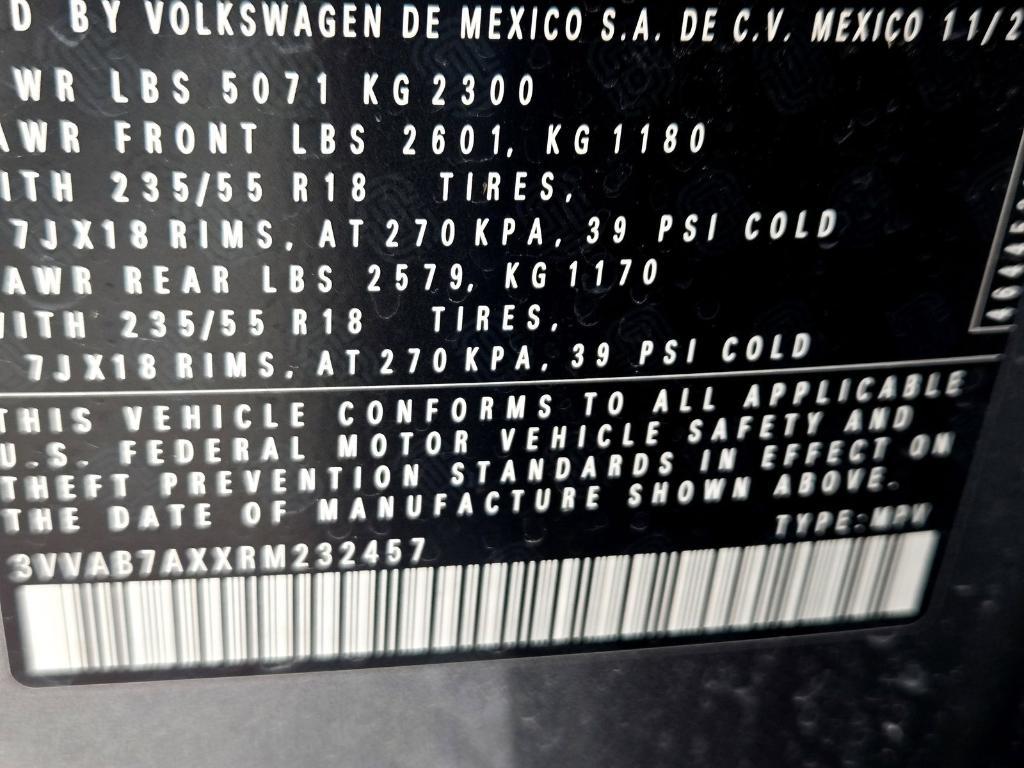 D BY VOLKSWAGEN DE MEXICO S.A. DE C.V. MEXICO 11/2
WR LBS 5071 KG 2300
AWR FRONT LBS 2601, KG 1180
ITH 235/55 R18 TIRES,
7JX18 RIMS, AT 270 KPA, 39 PSI COLD
AWR REAR LBS 2579, KG 1170
WITH 235/55 R18 TIRES,
7JX18 RIMS, AT 270 KPA, 39 PSI COLD
THIS VEHICLE CONFORMS TO ALL APPLICABLE
U.S. FEDERAL MOTOR VEHICLE SAFETY AND
THEFT PREVENTION STANDARDS IN EFFECT ON
THE DATE OF MANUFACTURE SHOWN ABOVE.
TYPE:MPV
3VVAB7AXXRM232457